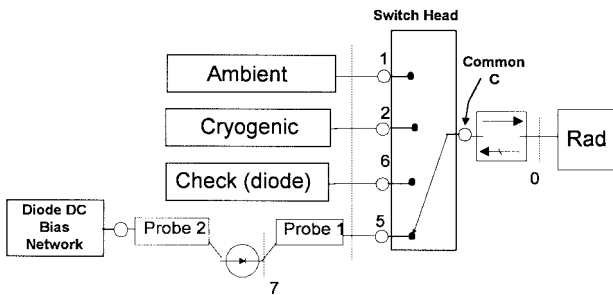 Switch Head
1
Common
C
Ambient
2
Cryogenic
Rad
6
0
Check (diode)
5
Diode DC
Bias
Network
Probe 2
Probe 1
7